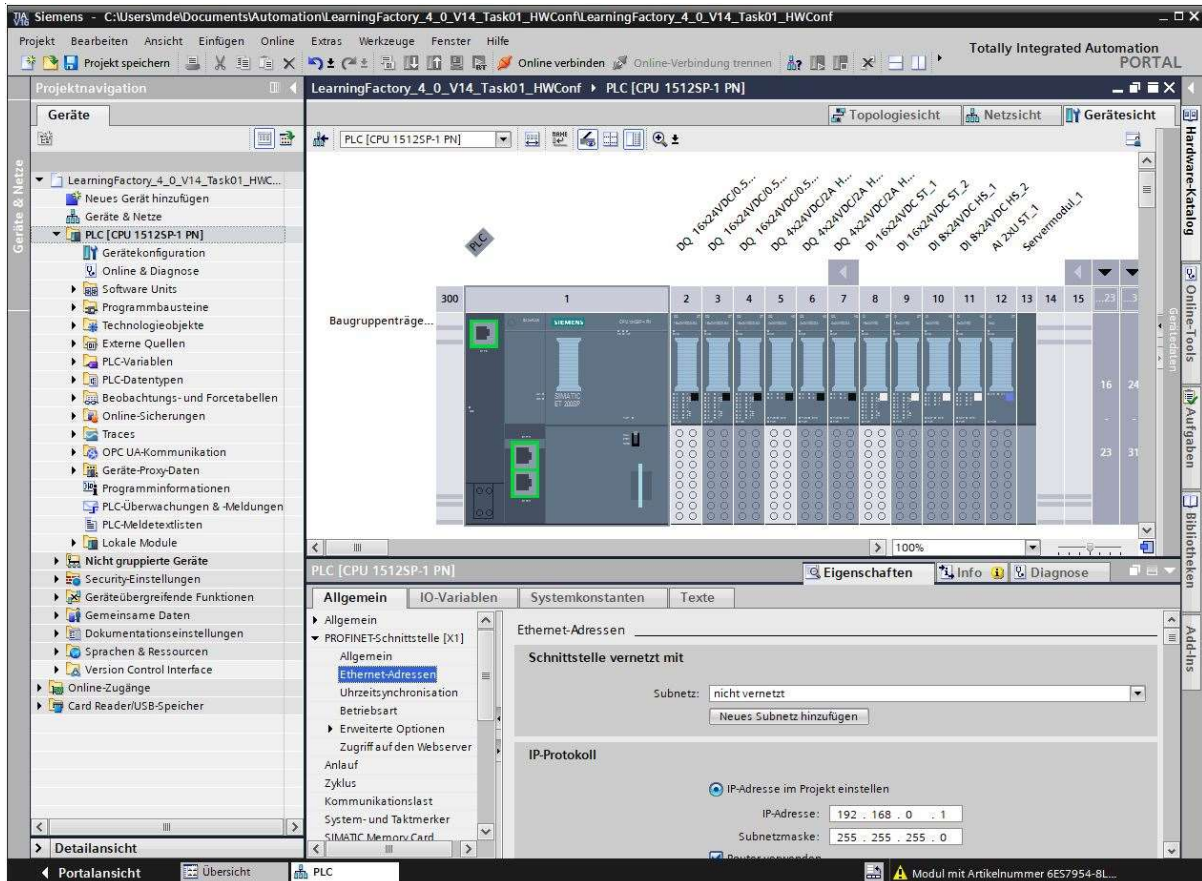 Siemens - C:\Users\mde\Documents\Automation\LearningFactory_4_0_V14_Task01_HWConf\LearningFactory_4_0_V14_Task01_HWConf
Projekt Bearbeiten Ansicht Einfügen Online Extras Werkzeuge Fenster Hilfe
Totally Integrated Automation
PORTAL
Projekt speichern
Online verbinden
Online-Verbindung trennen
Projektnavigation
Geräte
Geräte & Netze
LearningFactory_4_0_V14_Task01_HWC...
Neues Gerät hinzufügen
Geräte & Netze
PLC [CPU 1512SP-1 PN]
Gerätekonfiguration
Online & Diagnose
Software Units
Programmbausteine
Technologieobjekte
Externe Quellen
PLC-Variablen
PLC-Datentypen
Beobachtungs- und Forcetabellen
Online-Sicherungen
Traces
OPC UA-Kommunikation
Geräte-Proxy-Daten
Programminformationen
PLC-Überwachungen & -Meldungen
PLC-Meldetextlisten
Lokale Module
Nicht gruppierte Geräte
Security-Einstellungen
Geräteübergreifende Funktionen
Gemeinsame Daten
Dokumentationseinstellungen
Sprachen & Ressourcen
Version Control Interface
Online-Zugänge
Card Reader/USB-Speicher
Detailansicht
LearningFactory_4_0_V14_Task01_HWConf PLC [CPU 1512SP-1 PN]
Topologiesicht
Netzsicht
Gerätesicht
PLC [CPU 1512SP-1 PN]
PLC
DQ 16x24VDC/0.5...
DQ 16x24VDC/0.5...
DQ 16x24VDC/0.5...
DQ 4x24VDC/2A H...
DQ 4x24VDC/2A H...
DQ 4x24VDC/2A H...
DI 16x24VDC ST_1
DI 16x24VDC ST_2
DI 8x24VDC HS_1
DI 8x24VDC HS_2
AI 2xU ST_1
Servermodul_1
300 1 2 3 4 5 6 7 8 9 10 11 12 13 14 15 ...23
Baugruppenträge...
SIEMENS
SIMATIC
ET 200SP
16 24
- -
23 31
100%
PLC [CPU 1512SP-1 PN]
Eigenschaften
Info
Diagnose
Allgemein
IO-Variablen
Systemkonstanten
Texte
Allgemein
PROFINET-Schnittstelle [X1]
Allgemein
Ethernet-Adressen
Uhrzeitsynchronisation
Betriebsart
Erweiterte Optionen
Zugriff auf den Webserver
Anlauf
Zyklus
Kommunikationslast
System- und Taktmerker
SIMATIC Memory Card
Ethernet-Adressen
Schnittstelle vernetzt mit
Subnetz: nicht vernetzt
Neues Subnetz hinzufügen
IP-Protokoll
IP-Adresse im Projekt einstellen
IP-Adresse: 192 . 168 . 0 . 1
Subnetzmaske: 255 . 255 . 255 . 0
Router verwenden
Hardware-Katalog
Online-Tools
Aufgaben
Bibliotheken
Add-Ins
Gerätedaten
Portalansicht
Übersicht
PLC
Modul mit Artikelnummer 6ES7954-8L...